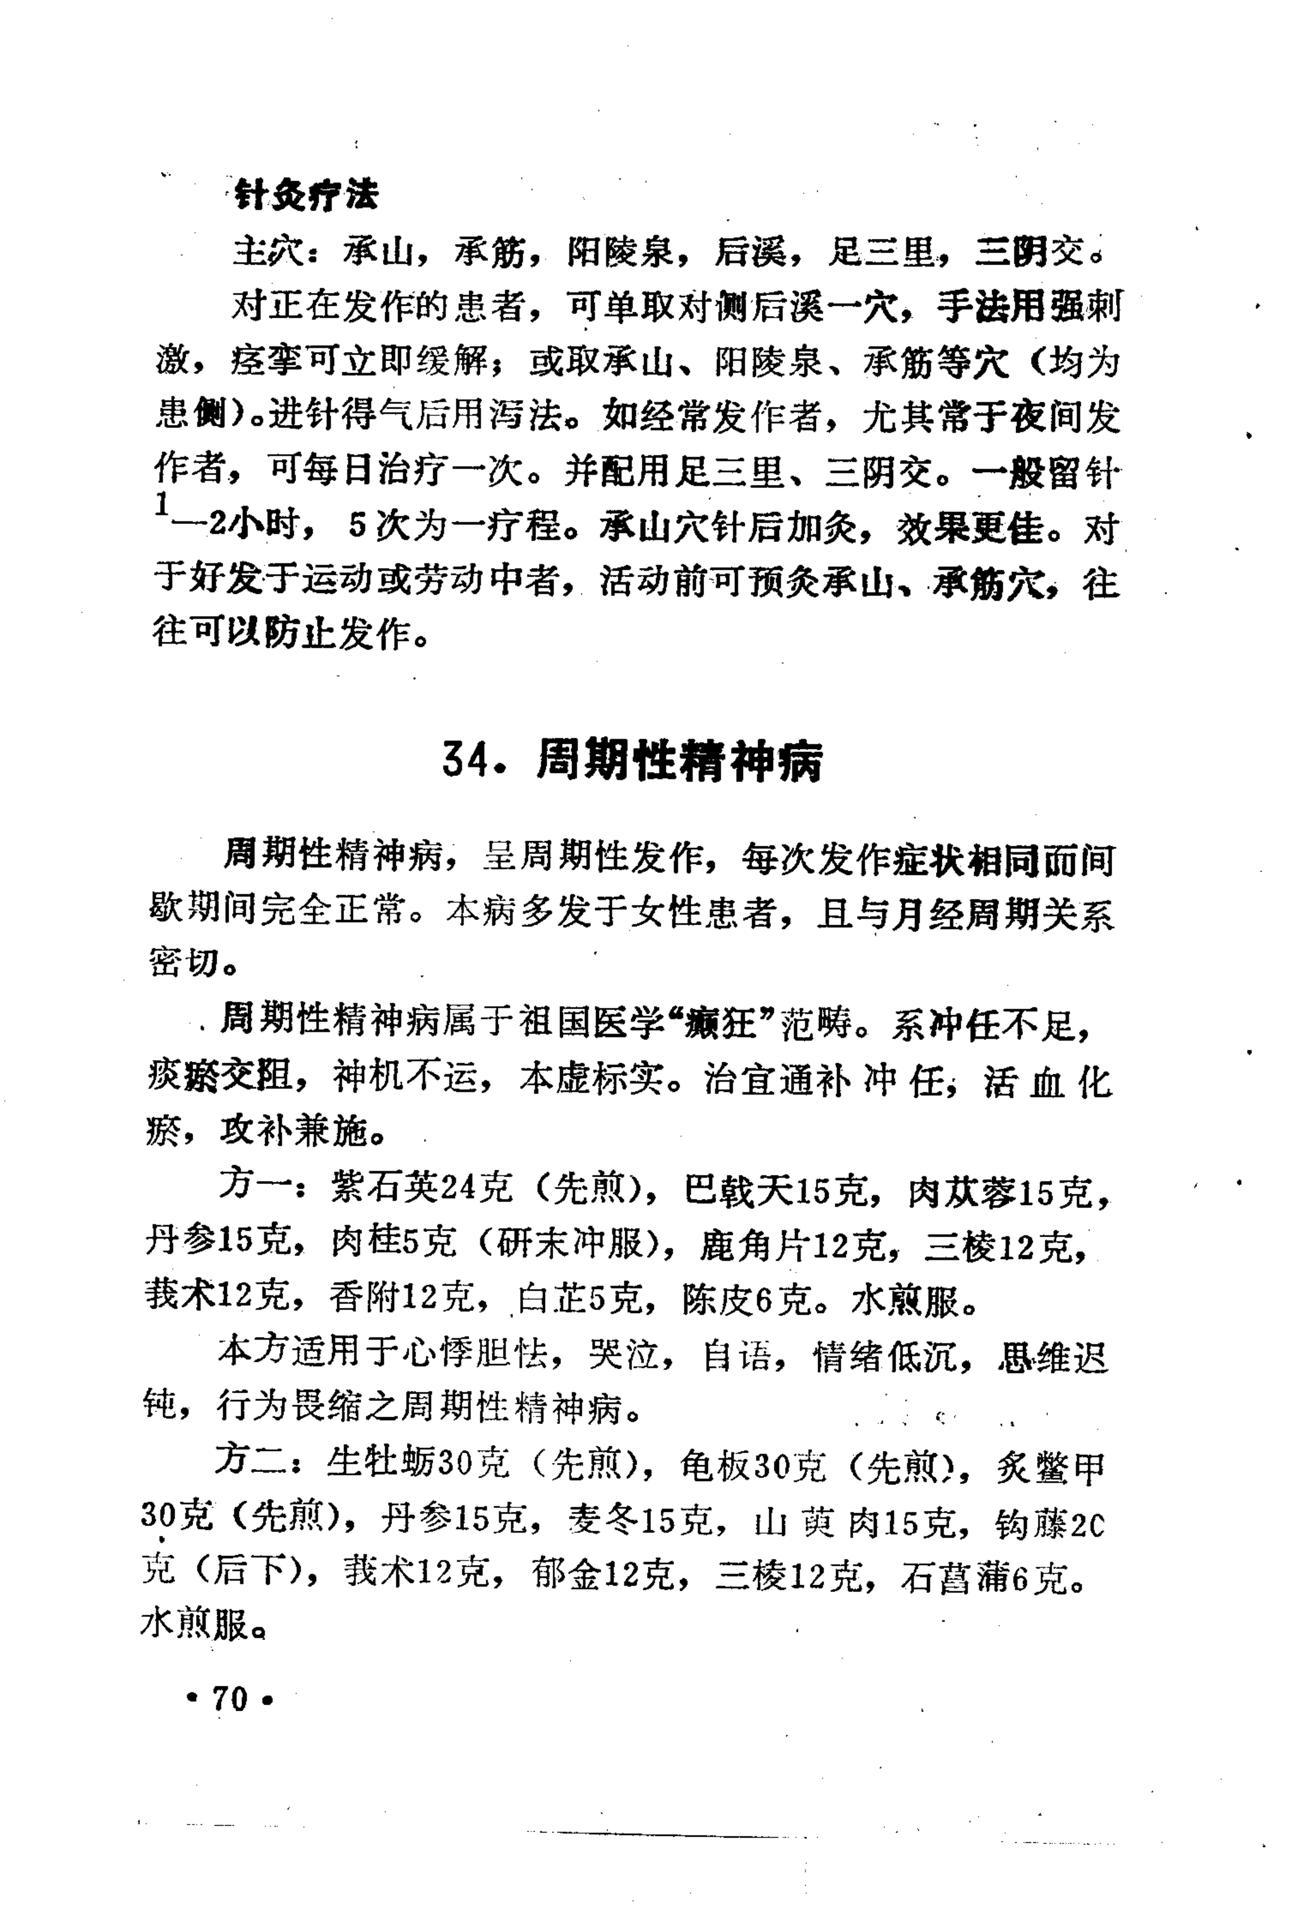 针灸疗法
主穴：承山，承筋，阳陵泉，后溪，足三里，三阴交。
对正在发作的患者，可单取对侧后溪一穴，手法用强刺
激，痉挛可立即缓解；或取承山、阳陵泉、承筋等穴（均为
患侧）。进针得气后用泻法。如经常发作者，尤其常于夜间发
作者，可每日治疗一次。并配用足三里、三阴交。一般留针
1—2小时，5次为一疗程。承山穴针后加灸，效果更佳。对
于好发于运动或劳动中者，活动前可预灸承山、承筋穴，往
往可以防止发作。
34．周期性精神病
周期性精神病，呈周期性发作，每次发作症状相同而间
歇期间完全正常。本病多发于女性患者，且与月经周期关系
密切。
周期性精神病属于祖国医学“癫狂”范畴。系冲任不足，
痰瘀交阻，神机不运，本虚标实。治宜通补冲任，活血化
瘀，攻补兼施。
方一：紫石英24克（先煎），巴戟天15克，肉苁蓉15克，
丹参15克，肉桂5克（研末冲服），鹿角片12克，三棱12克，
莪术12克，香附12克，白芷5克，陈皮6克。水煎服。
本方适用于心悸胆怯，哭泣，自语，情绪低沉，思维迟
钝，行为畏缩之周期性精神病。
方二：生牡蛎30克（先煎），龟板30克（先煎），炙鳖甲
30克（先煎），丹参15克，麦冬15克，山萸肉15克，钩藤20
克（后下），莪术12克，郁金12克，三棱12克，石菖蒲6克。
水煎服。
•70•